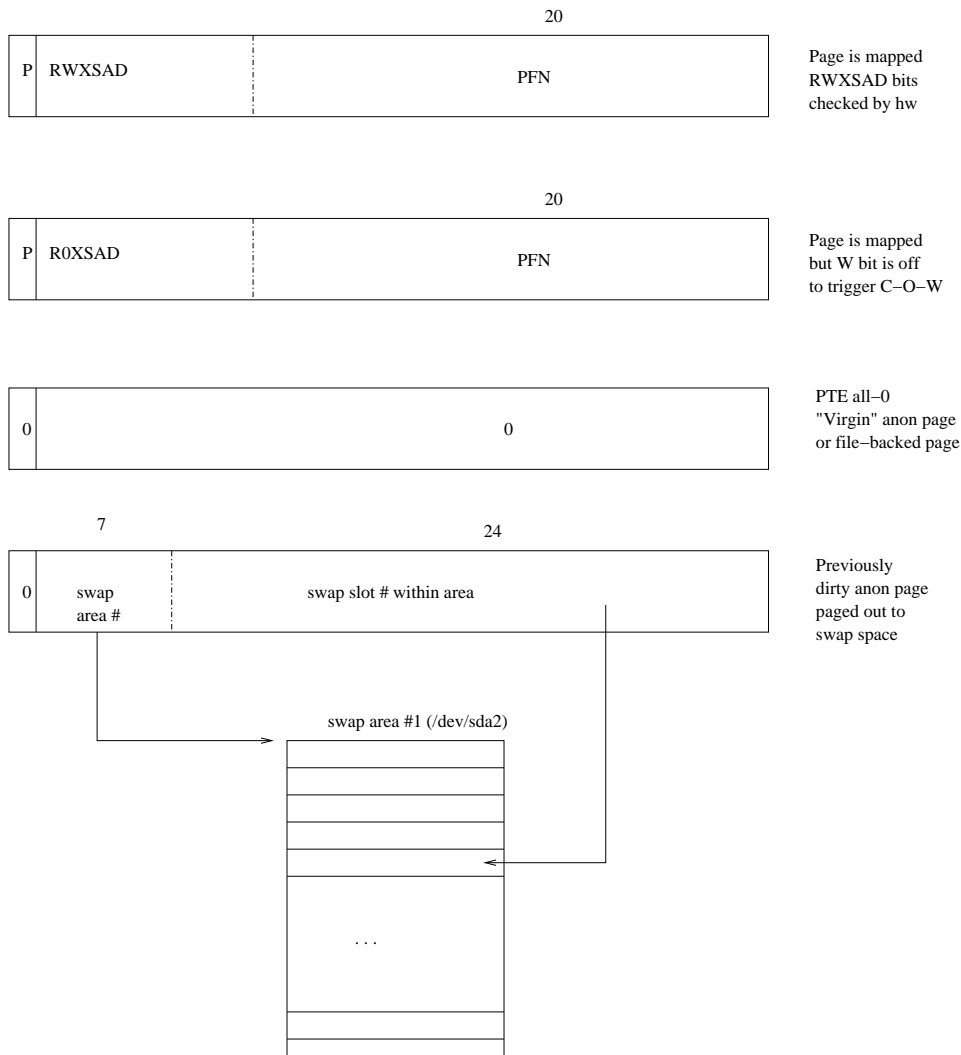 20
P RWXSAD PFN
Page is mapped
RWXSAD bits
checked by hw
20
P R0XSAD PFN
Page is mapped
but W bit is off
to trigger C−O−W
0 0
PTE all−0
"Virgin" anon page
or file−backed page
7 24
0 swap
area #
swap slot # within area
Previously
dirty anon page
paged out to
swap space
swap area #1 (/dev/sda2)
. . .